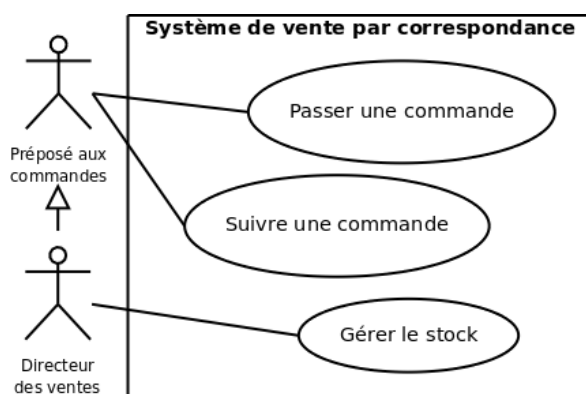 Système de vente par correspondance
Passer une commande
Préposé aux
commandes
Suivre une commande
Gérer le stock
Directeur
des ventes